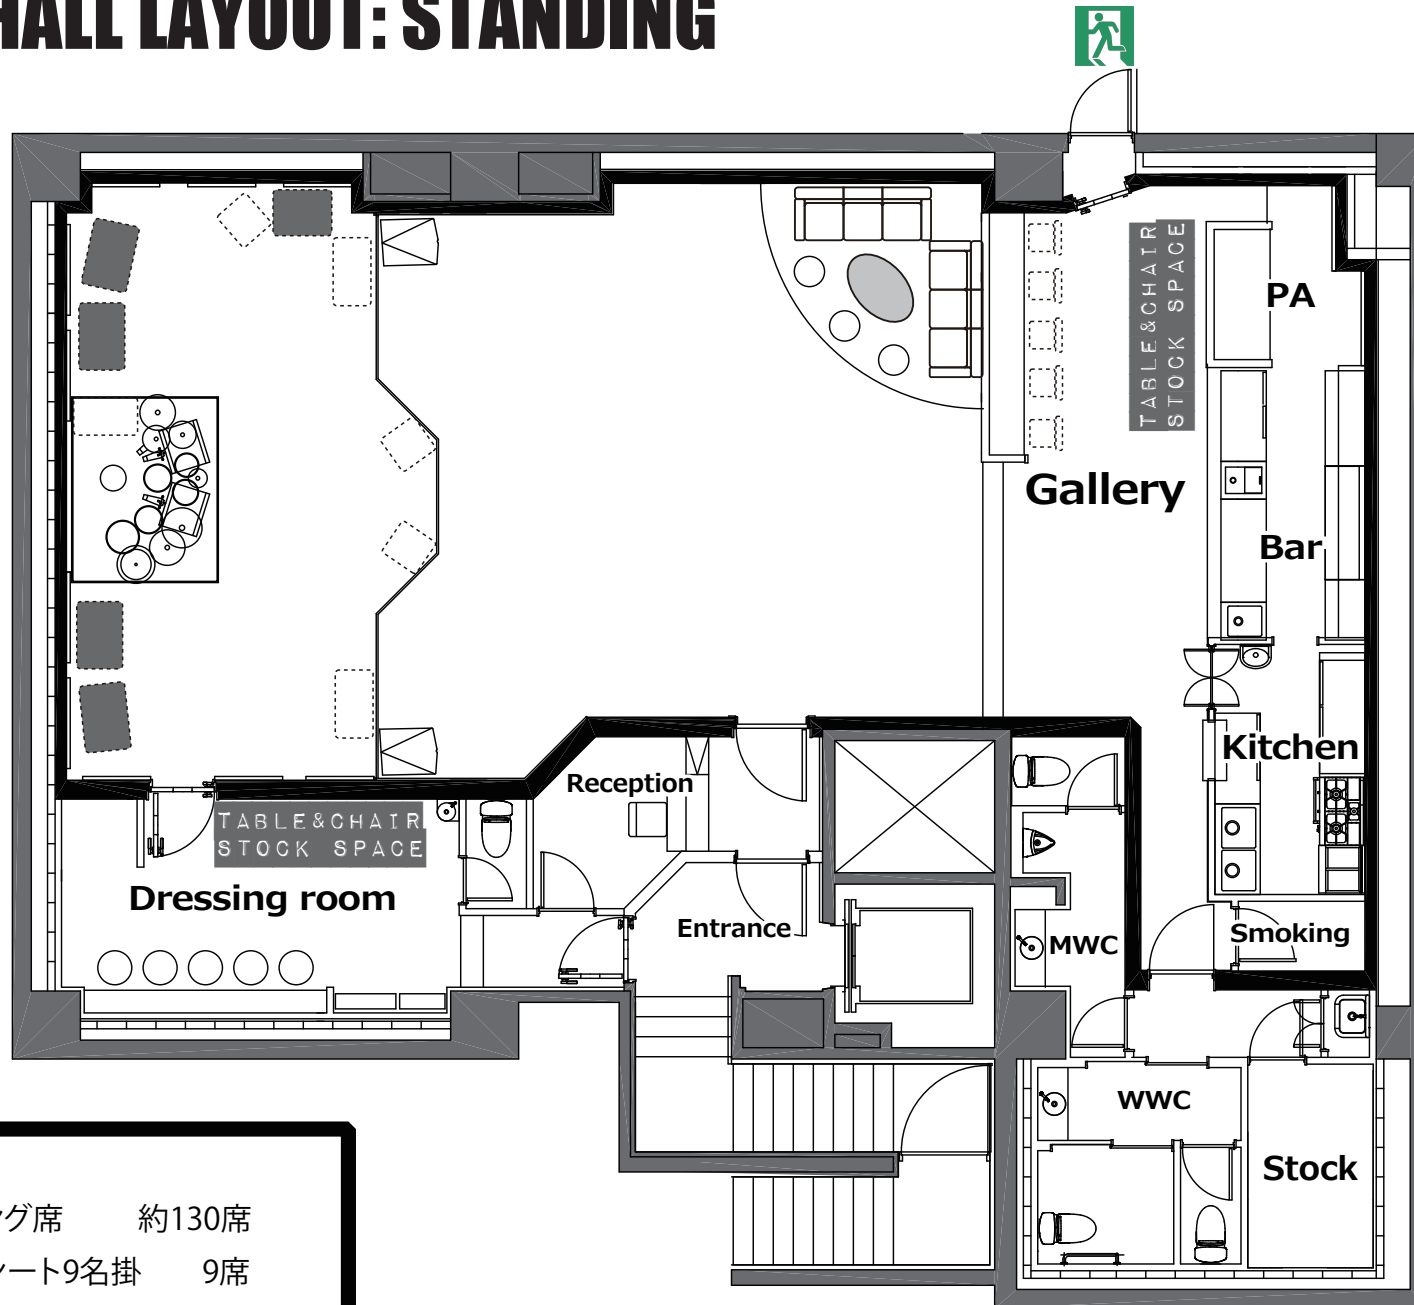 HALL LAYOUT: STANDING
TABLE&CHAIR
STOCK SPACE
PA
Gallery
Bar
Kitchen
Reception
TABLE&CHAIR
STOCK SPACE
Dressing room
Entrance
MWC
Smoking
WWC
Stock
グ席 約130席
シート9名掛 9席